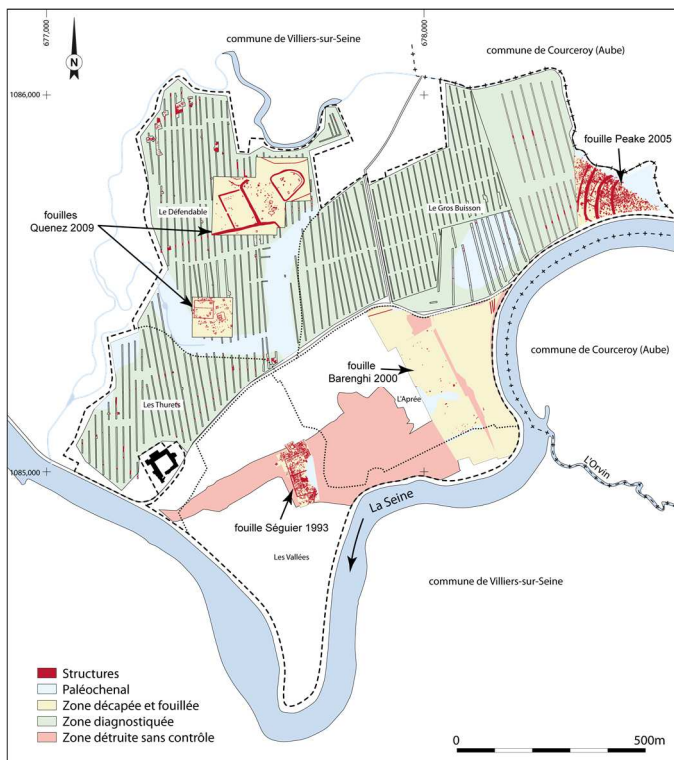 677,000
678,000
commune de Villiers-sur-Seine
commune de Courceroy (Aube)
N
1086,000
fouille Peake 2005
Le Défendable
Le Gros Buisson
fouilles
Quenez 2009
commune de Courceroy (Aube)
fouille
Barenghi 2000
L'Aprée
Les Thurets
1085,000
L'Orvin
La Seine
fouille Séguier 1993
Les Vallées
commune de Villiers-sur-Seine
Structures
Paléochenal
Zone décapée et fouillée
Zone diagnostiquée
Zone détruite sans contrôle
0
500m